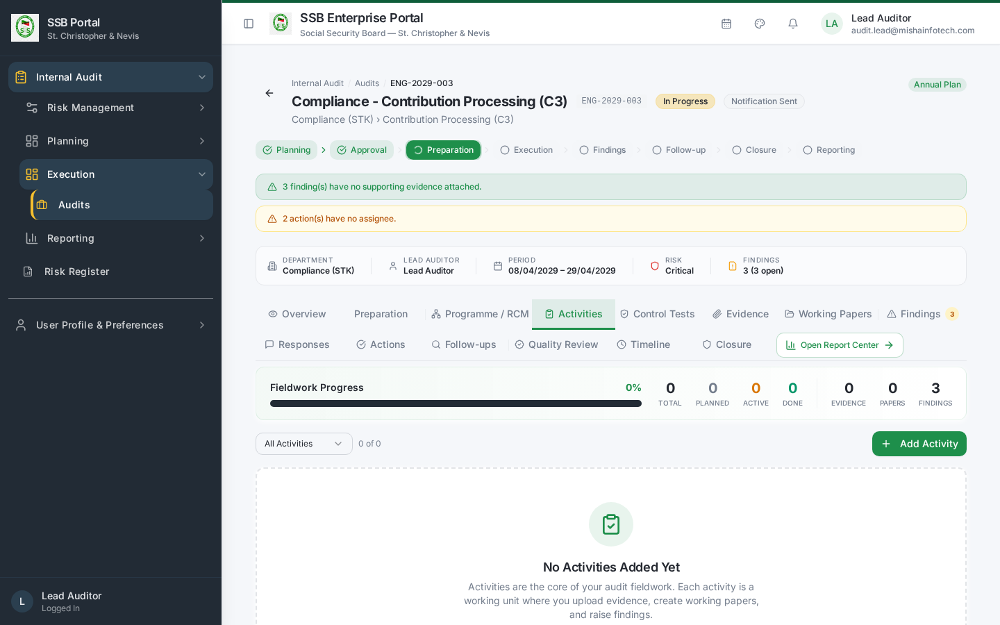 SSB Portal
St. Christopher & Nevis
Internal Audit
Risk Management
Planning
Execution
Audits
Reporting
Risk Register
User Profile & Preferences
L
Lead Auditor
Logged In
SSB Enterprise Portal
Social Security Board — St. Christopher & Nevis
LA
Lead Auditor
audit.lead@mishainfotech.com
Internal Audit / Audits / ENG-2029-003
Annual Plan
Compliance - Contribution Processing (C3) ENG-2029-003 In Progress Notification Sent
Compliance (STK) › Contribution Processing (C3)
Planning Approval Preparation Execution Findings Follow-up Closure Reporting
3 finding(s) have no supporting evidence attached.
2 action(s) have no assignee.
DEPARTMENT
Compliance (STK)
LEAD AUDITOR
Lead Auditor
PERIOD
08/04/2029 – 29/04/2029
RISK
Critical
FINDINGS
3 (3 open)
Overview Preparation Programme / RCM Activities Control Tests Evidence Working Papers Findings 3
Responses Actions Follow-ups Quality Review Timeline Closure Open Report Center
Fieldwork Progress 0%
0 TOTAL
0 PLANNED
0 ACTIVE
0 DONE
0 EVIDENCE
0 PAPERS
3 FINDINGS
All Activities 0 of 0
Add Activity
No Activities Added Yet
Activities are the core of your audit fieldwork. Each activity is a
working unit where you upload evidence, create working papers,
and raise findings.